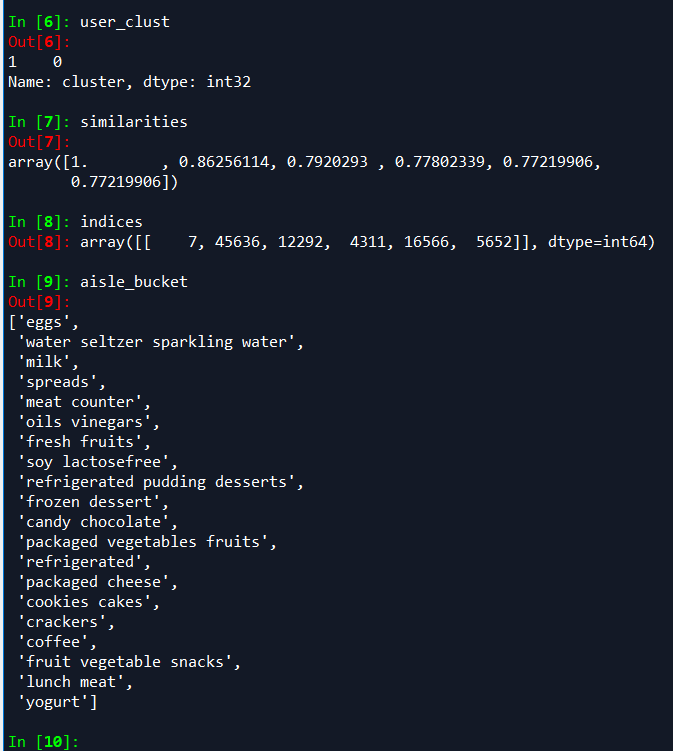 In [6]: user_clust
Out[6]:
1    0
Name: cluster, dtype: int32
In [7]: similarities
Out[7]:
array([1.        , 0.86256114, 0.7920293 , 0.77802339, 0.77219906,
       0.77219906])
In [8]: indices
Out[8]: array([[    7, 45636, 12292,  4311, 16566,  5652]], dtype=int64)
In [9]: aisle_bucket
Out[9]:
['eggs',
 'water seltzer sparkling water',
 'milk',
 'spreads',
 'meat counter',
 'oils vinegars',
 'fresh fruits',
 'soy lactosefree',
 'refrigerated pudding desserts',
 'frozen dessert',
 'candy chocolate',
 'packaged vegetables fruits',
 'refrigerated',
 'packaged cheese',
 'cookies cakes',
 'crackers',
 'coffee',
 'fruit vegetable snacks',
 'lunch meat',
 'yogurt']
In [10]: